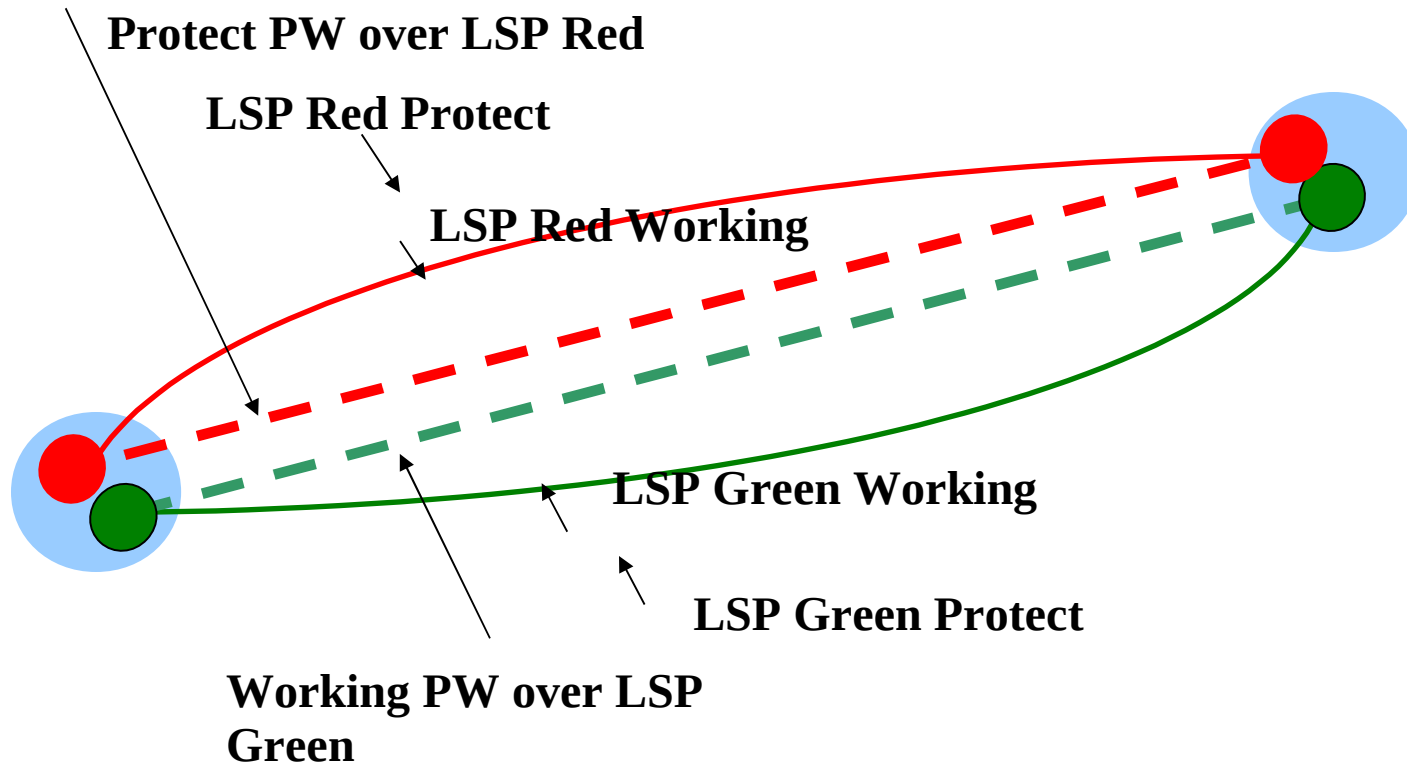 Protect PW over LSP Red
LSP Red Protect
LSP Red Working
LSP Green Working
LSP Green Protect
Working PW over LSP
Green